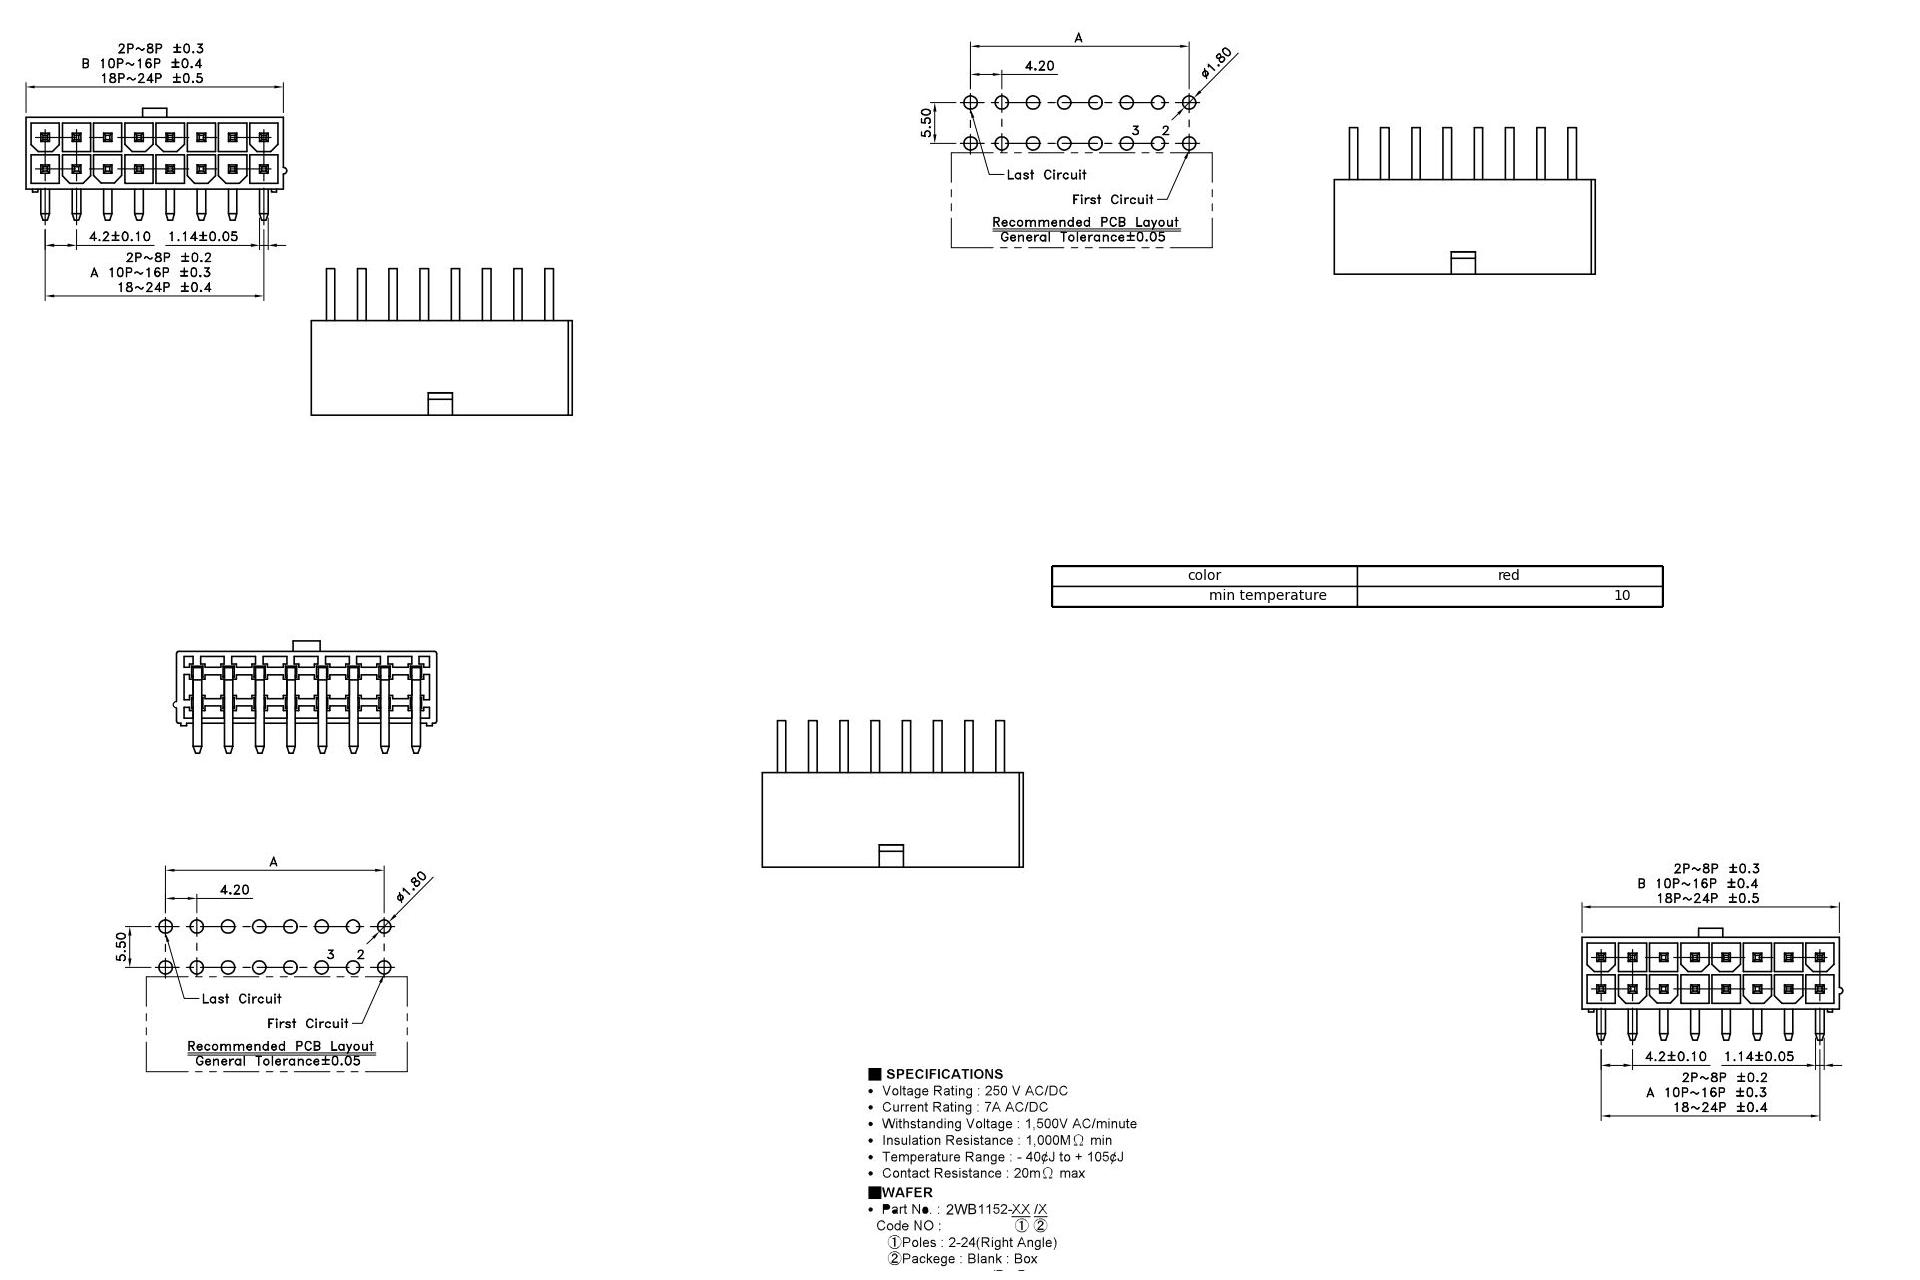 2P~8P ±0.3
B 10P~16P ±0.4
18P~24P ±0.5
4.2±0.10 1.14±0.05
2P~8P ±0.2
A 10P~16P ±0.3
18~24P ±0.4
A
4.20
ø1.80
5.50
3 2
Last Circuit
First Circuit
Recommended PCB Layout
General Tolerance±0.05
color red
min temperature 10
A
4.20
ø1.80
5.50
3 2
Last Circuit
First Circuit
Recommended PCB Layout
General Tolerance±0.05
2P~8P ±0.3
B 10P~16P ±0.4
18P~24P ±0.5
4.2±0.10 1.14±0.05
2P~8P ±0.2
A 10P~16P ±0.3
18~24P ±0.4
■ SPECIFICATIONS
• Voltage Rating : 250 V AC/DC
• Current Rating : 7A AC/DC
• Withstanding Voltage : 1,500V AC/minute
• Insulation Resistance : 1,000MΩ min
• Temperature Range : - 40¢J to + 105¢J
• Contact Resistance : 20mΩ max
■WAFER
• Part No. : 2WB1152-XX /X
Code NO : ① ②
①Poles : 2-24(Right Angle)
②Packege : Blank : Box